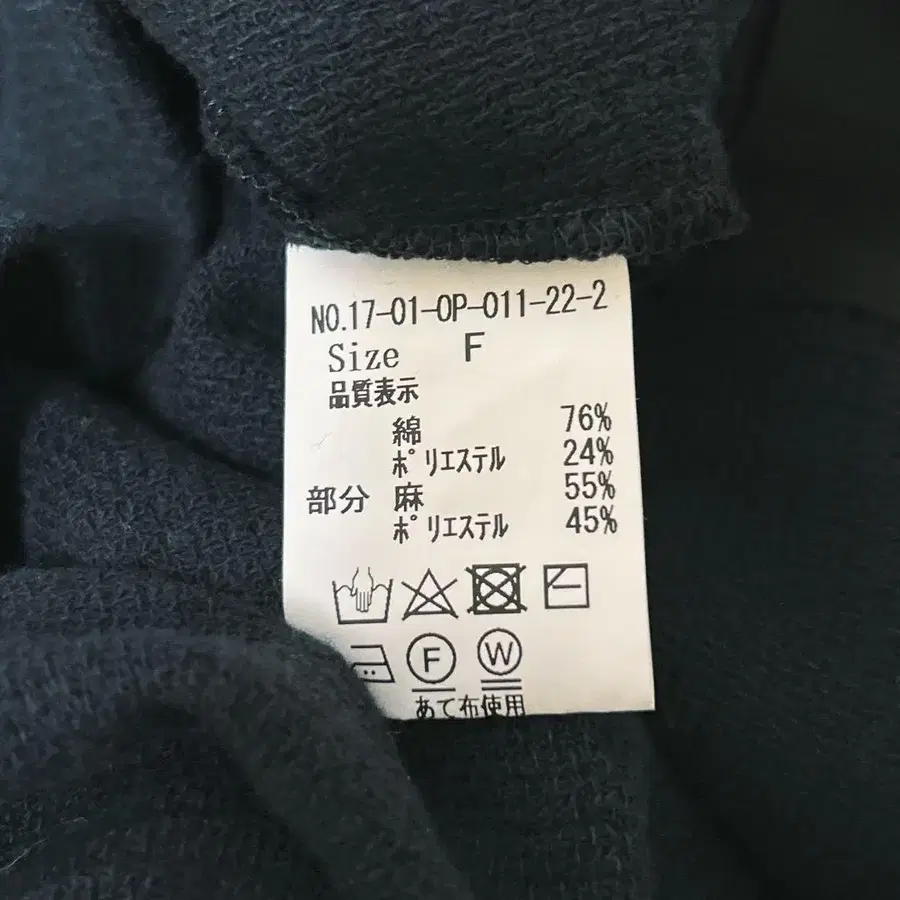 NO.17-01-OP-011-22-2
Size F
品質表示
綿 76%
ポリエステル 24%
部分 麻 55%
ポリエステル 45%
F W
あて布使用